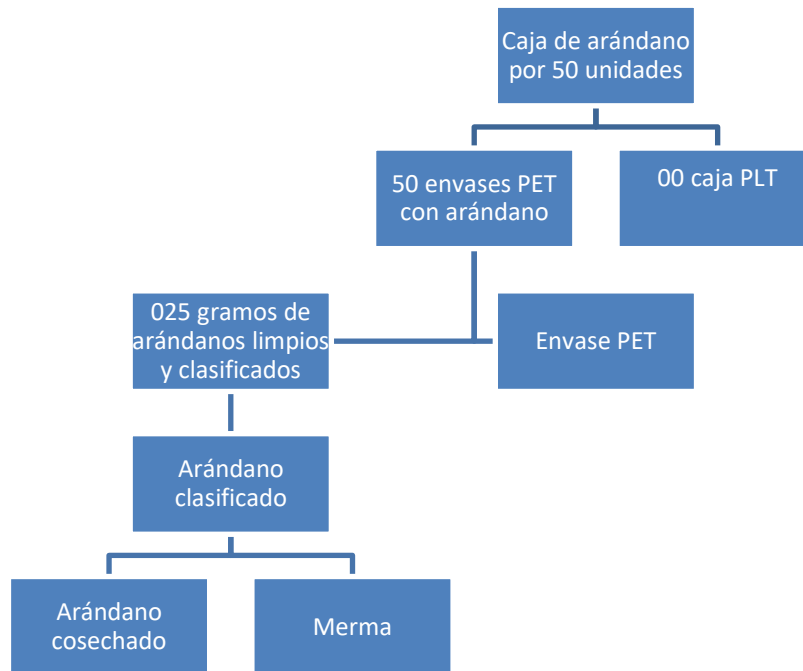 Caja de arándano
por 50 unidades
50 envases PET
con arándano
00 caja PLT
025 gramos de
arándanos limpios
y clasificados
Envase PET
Arándano
clasificado
Arándano
cosechado
Merma